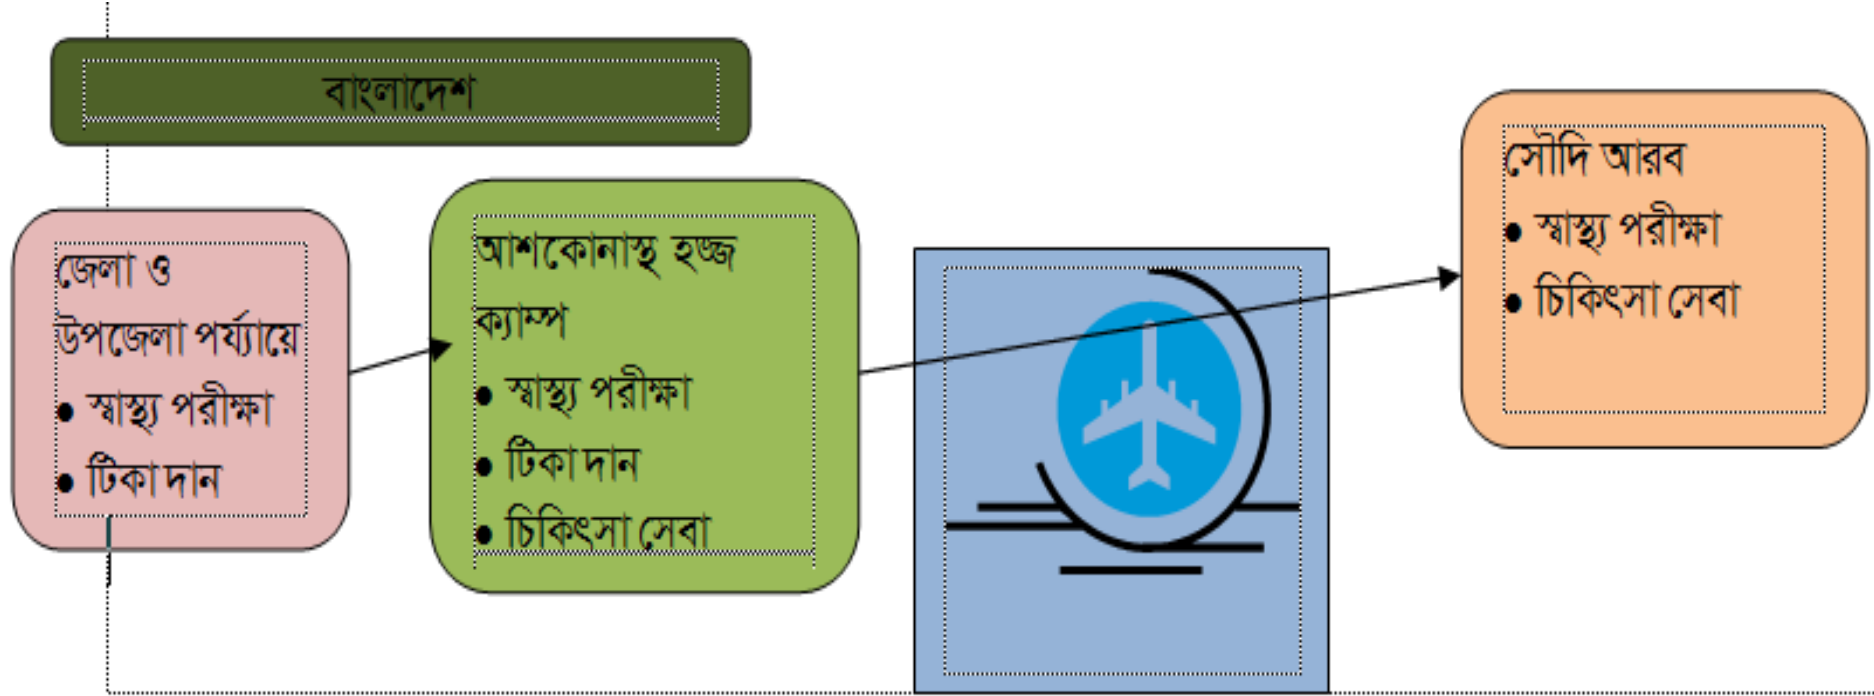 বাংলাদেশ
জেলা ও
উপজেলা পর্য্যায়ে
• স্বাস্থ্য পরীক্ষা
• টিকা দান
আশকোনাস্থ হজ্জ
ক্যাম্প
• স্বাস্থ্য পরীক্ষা
• টিকা দান
• চিকিৎসা সেবা
সৌদি আরব
• স্বাস্থ্য পরীক্ষা
• চিকিৎসা সেবা